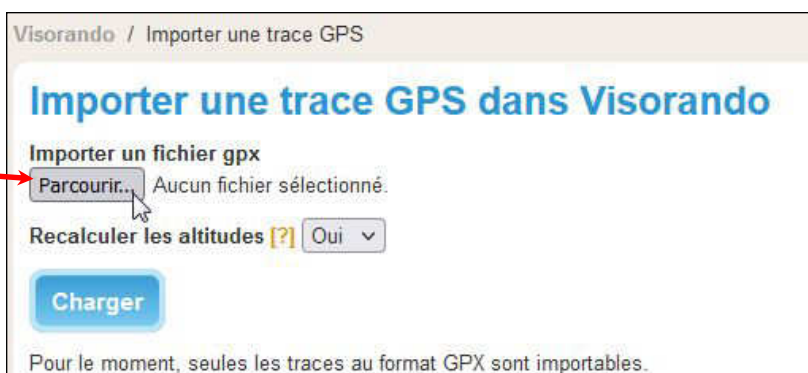 Visorando / Importer une trace GPS
Importer une trace GPS dans Visorando
Importer un fichier gpx
Parcourir... Aucun fichier sélectionné.
Recalculer les altitudes [?] Oui
Charger
Pour le moment, seules les traces au format GPX sont importables.